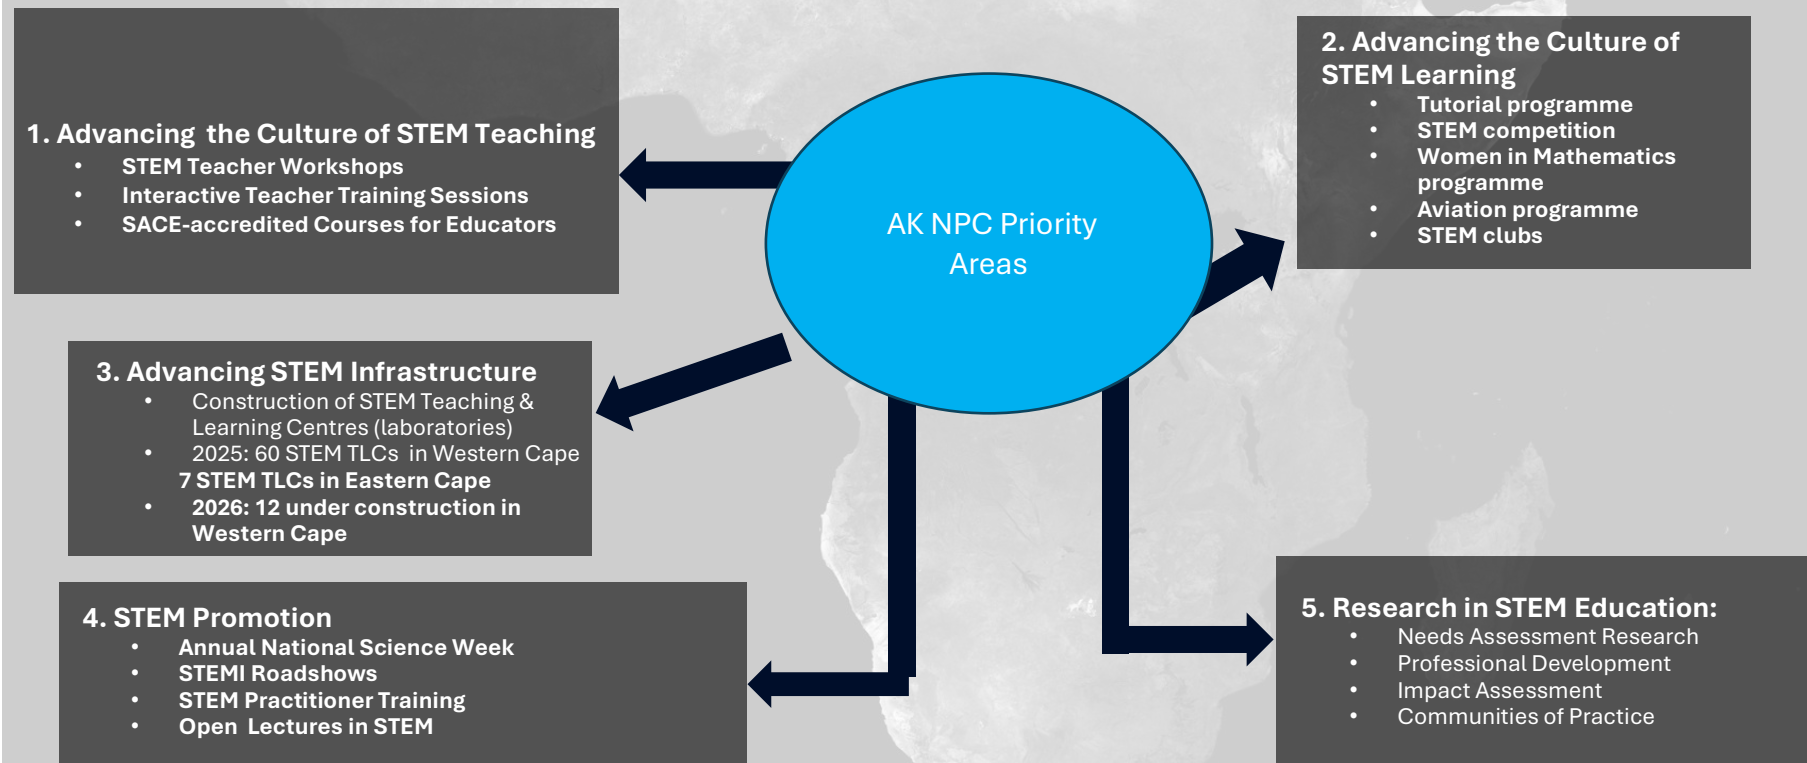 1. Advancing  the Culture of STEM Teaching
• STEM Teacher Workshops
• Interactive Teacher Training Sessions
• SACE-accredited Courses for Educators
AK NPC Priority
Areas
2. Advancing the Culture of
STEM Learning
• Tutorial programme
• STEM competition
• Women in Mathematics
programme
• Aviation programme
• STEM clubs
3. Advancing STEM Infrastructure
• Construction of STEM Teaching &
Learning Centres (laboratories)
• 2025: 60 STEM TLCs  in Western Cape
7 STEM TLCs in Eastern Cape
• 2026: 12 under construction in
Western Cape
4. STEM Promotion
• Annual National Science Week
• STEMI Roadshows
• STEM Practitioner Training
• Open  Lectures in STEM
5. Research in STEM Education:
• Needs Assessment Research
• Professional Development
• Impact Assessment
• Communities of Practice